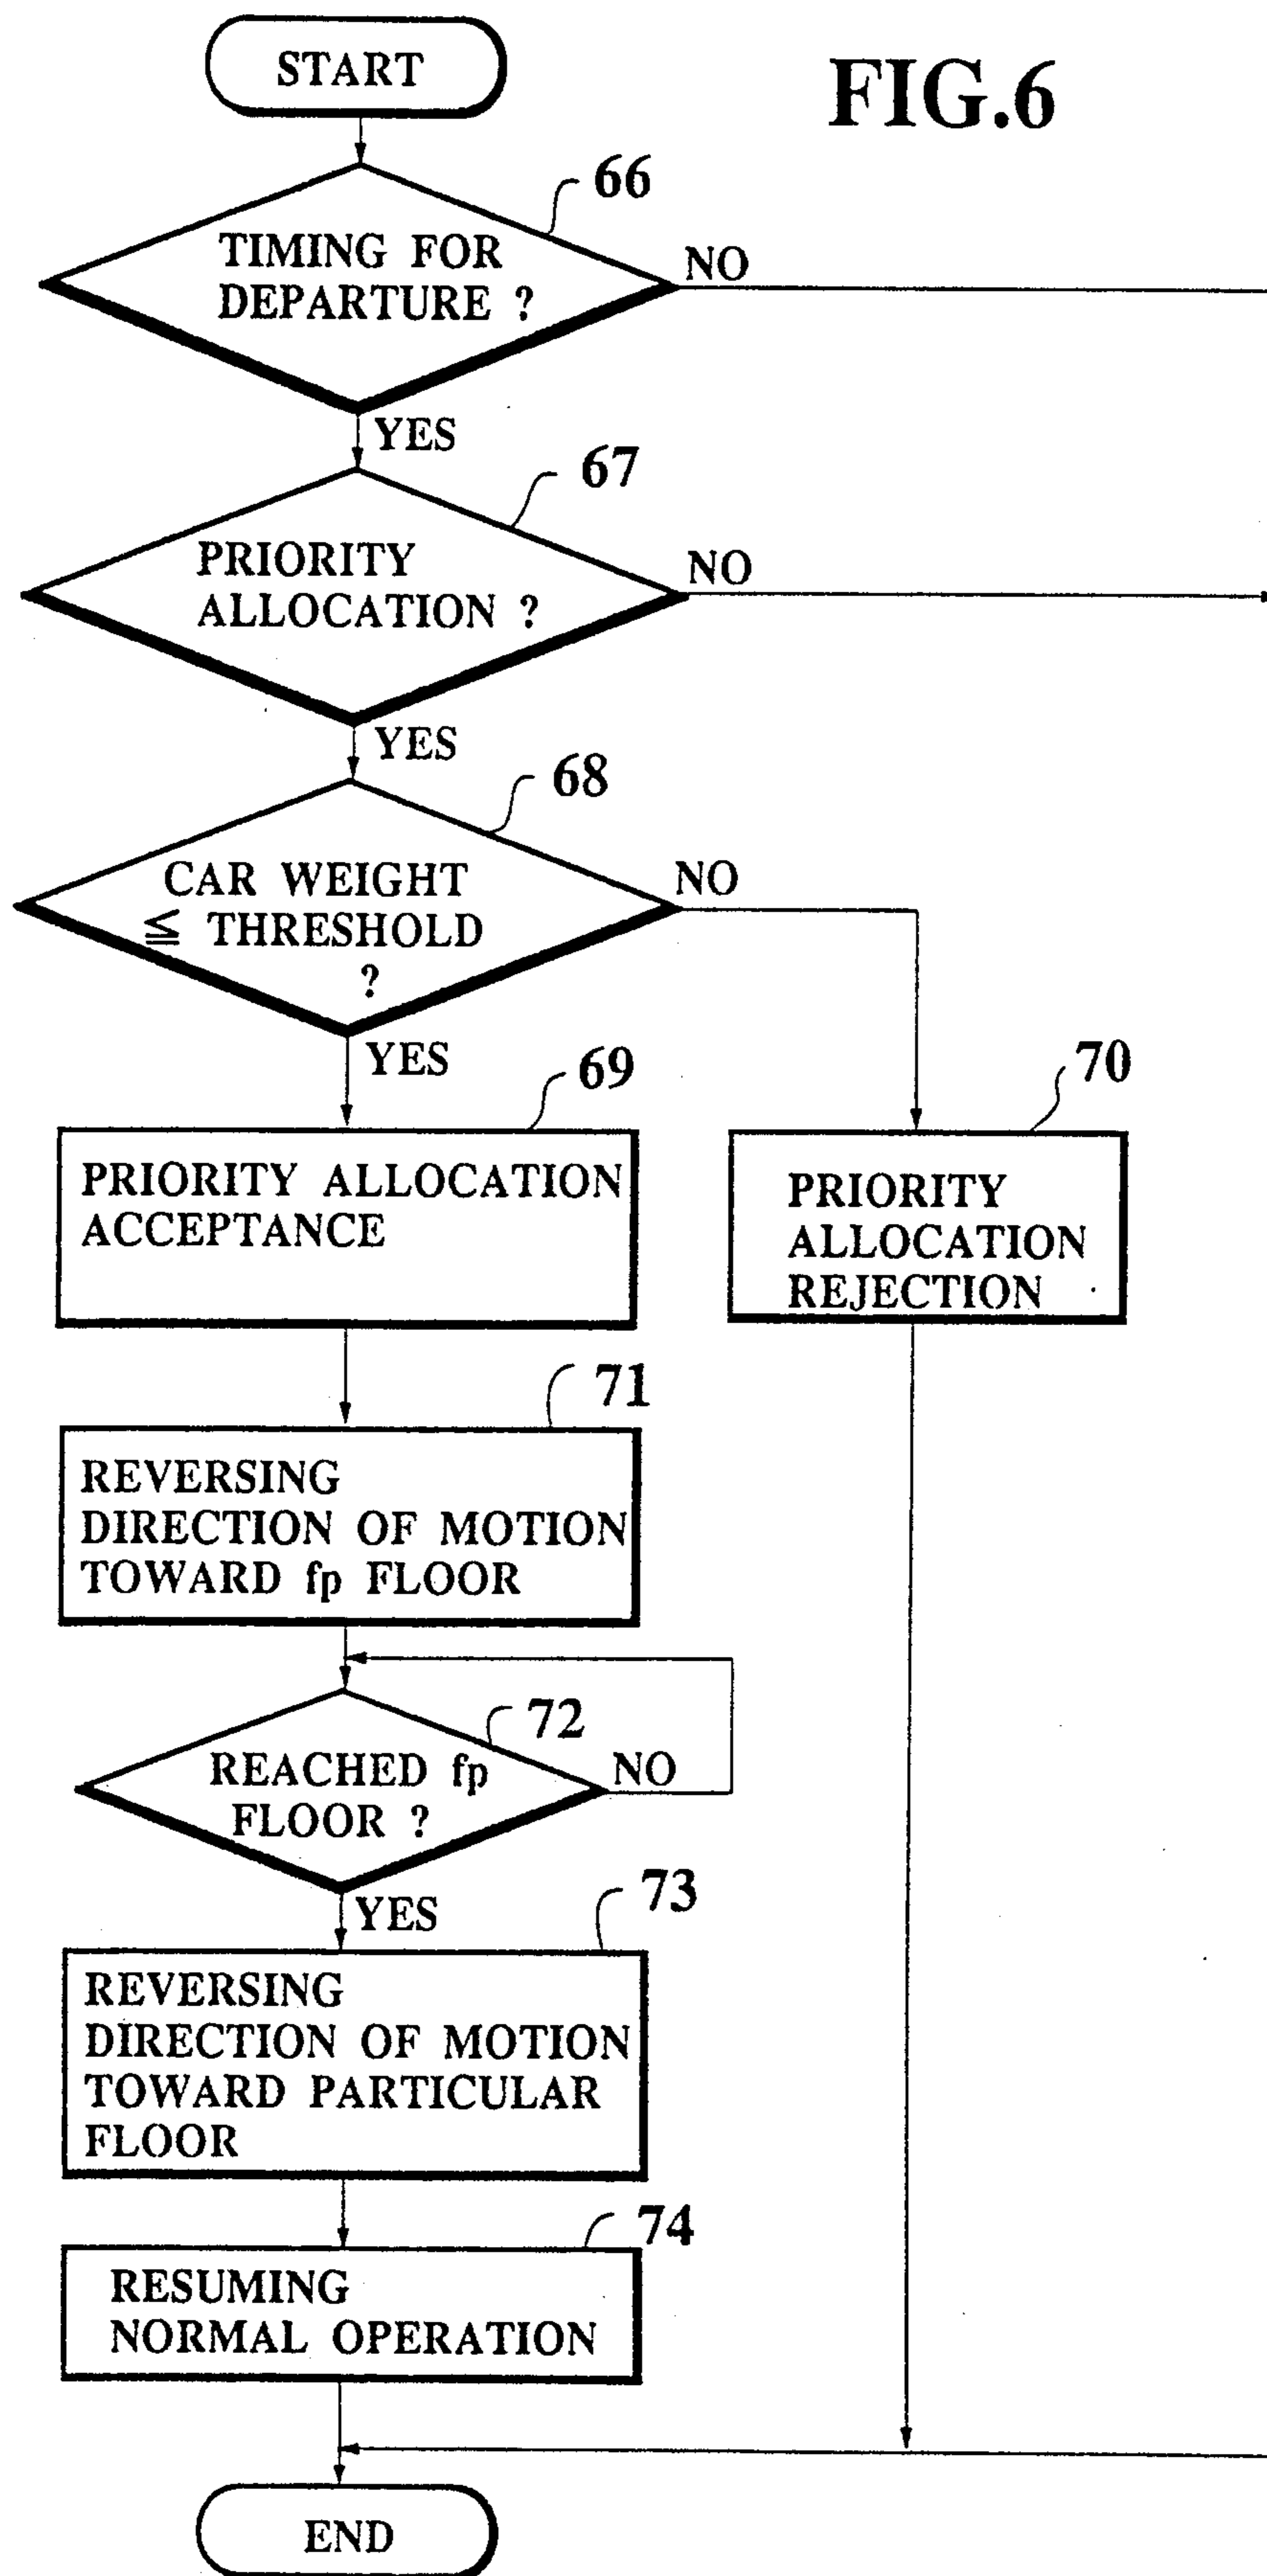 START
FIG.6
66
TIMING FOR
DEPARTURE ?
NO
YES
67
PRIORITY
ALLOCATION ?
NO
YES
68
CAR WEIGHT
≦ THRESHOLD
?
NO
YES
69
70
PRIORITY ALLOCATION
ACCEPTANCE
PRIORITY
ALLOCATION
REJECTION
71
REVERSING
DIRECTION OF MOTION
TOWARD fp FLOOR
72
REACHED fp
FLOOR ?
NO
YES
73
REVERSING
DIRECTION OF MOTION
TOWARD PARTICULAR
FLOOR
74
RESUMING
NORMAL OPERATION
END